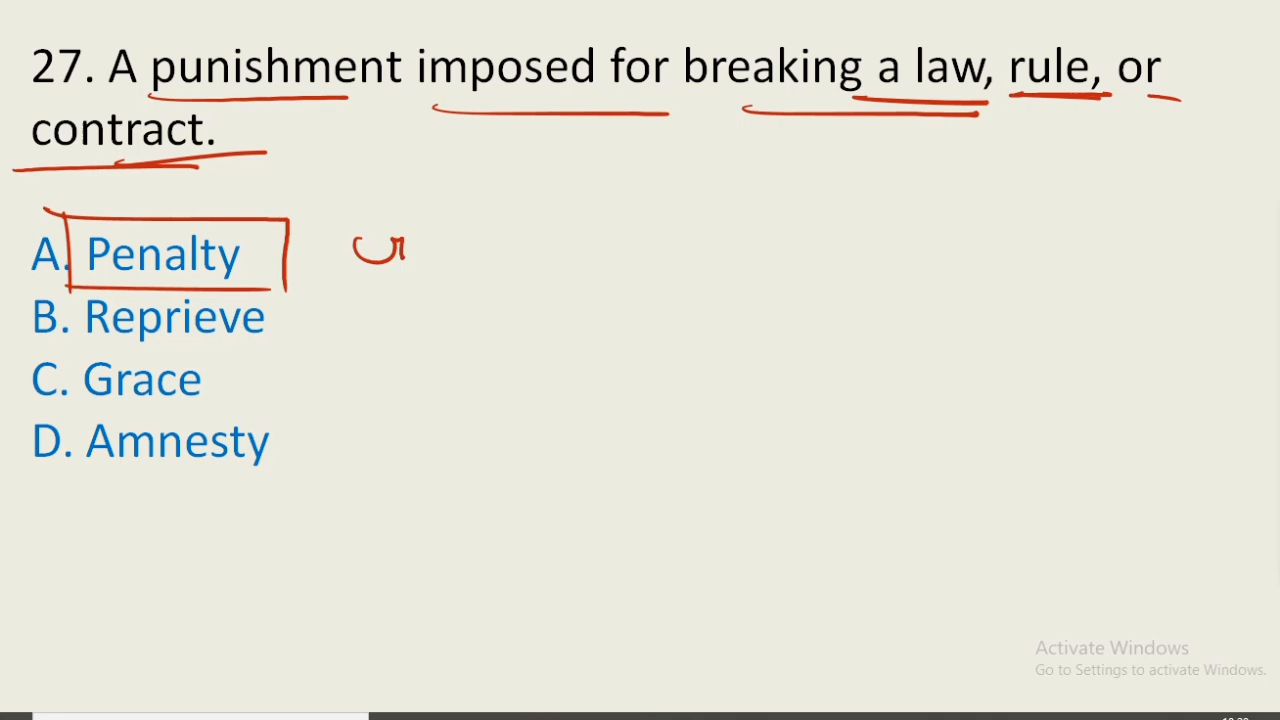 27. A punishment imposed for breaking a law, rule, or
contract.
A. Penalty
B. Reprieve
C. Grace
D. Amnesty
Activate Windows
Go to Settings to activate Windows.